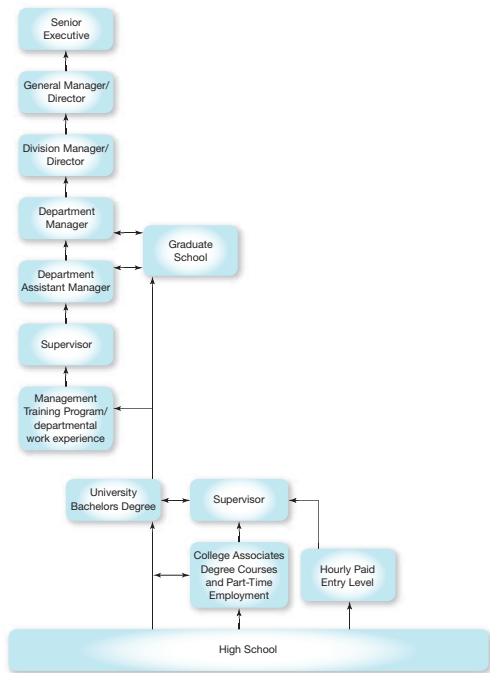 Senior
Executive
General Manager/
Director
Division Manager/
Director
Department
Manager
Graduate
School
Department
Assistant Manager
Supervisor
Management
Training Program/
departmental
work experience
University
Bachelors Degree
Supervisor
College Associates
Degree Courses
and Part-Time
Employment
Hourly Paid
Entry Level
High School